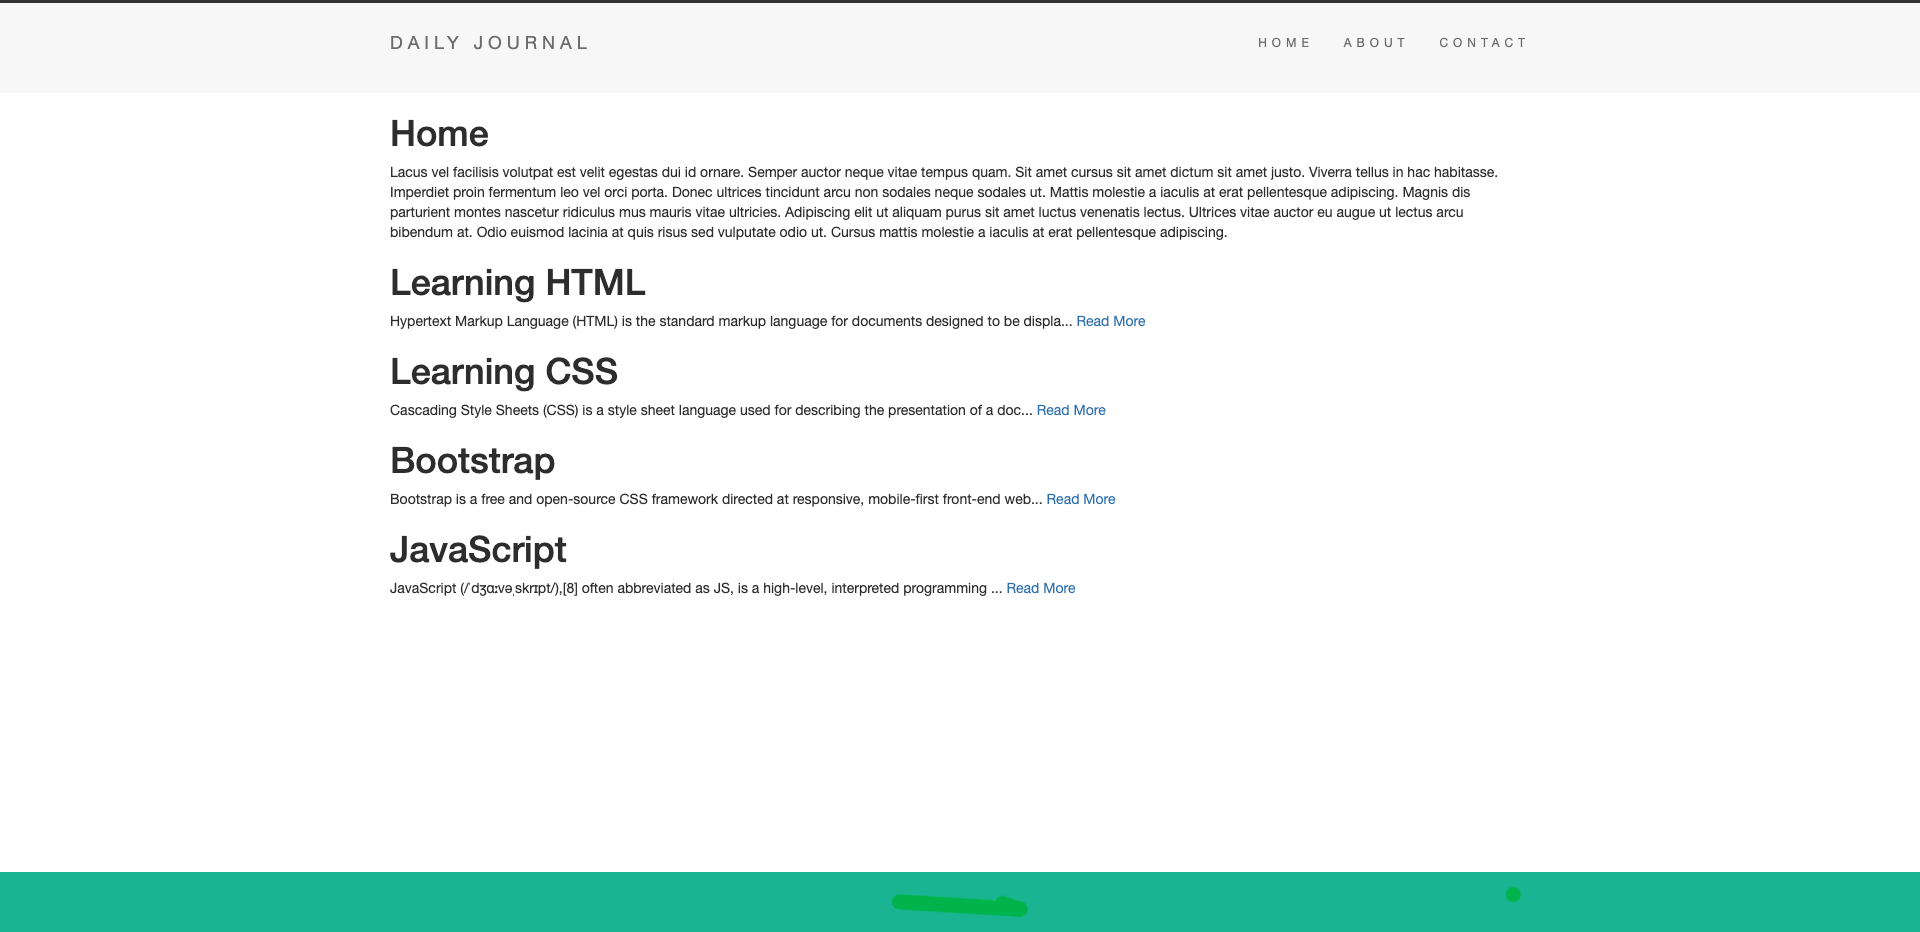 DAILY JOURNAL
HOME ABOUT CONTACT
Home
Lacus vel facilisis volutpat est velit egestas dui id ornare. Semper auctor neque vitae tempus quam. Sit amet cursus sit amet dictum sit amet justo. Viverra tellus in hac habitasse.
Imperdiet proin fermentum leo vel orci porta. Donec ultrices tincidunt arcu non sodales neque sodales ut. Mattis molestie a iaculis at erat pellentesque adipiscing. Magnis dis
parturient montes nascetur ridiculus mus mauris vitae ultricies. Adipiscing elit ut aliquam purus sit amet luctus venenatis lectus. Ultrices vitae auctor eu augue ut lectus arcu
bibendum at. Odio euismod lacinia at quis risus sed vulputate odio ut. Cursus mattis molestie a iaculis at erat pellentesque adipiscing.
Learning HTML
Hypertext Markup Language (HTML) is the standard markup language for documents designed to be displa... Read More
Learning CSS
Cascading Style Sheets (CSS) is a style sheet language used for describing the presentation of a doc... Read More
Bootstrap
Bootstrap is a free and open-source CSS framework directed at responsive, mobile-first front-end web... Read More
JavaScript
JavaScript (/ˈdʒɑːvəˌskrɪpt/),[8] often abbreviated as JS, is a high-level, interpreted programming ... Read More